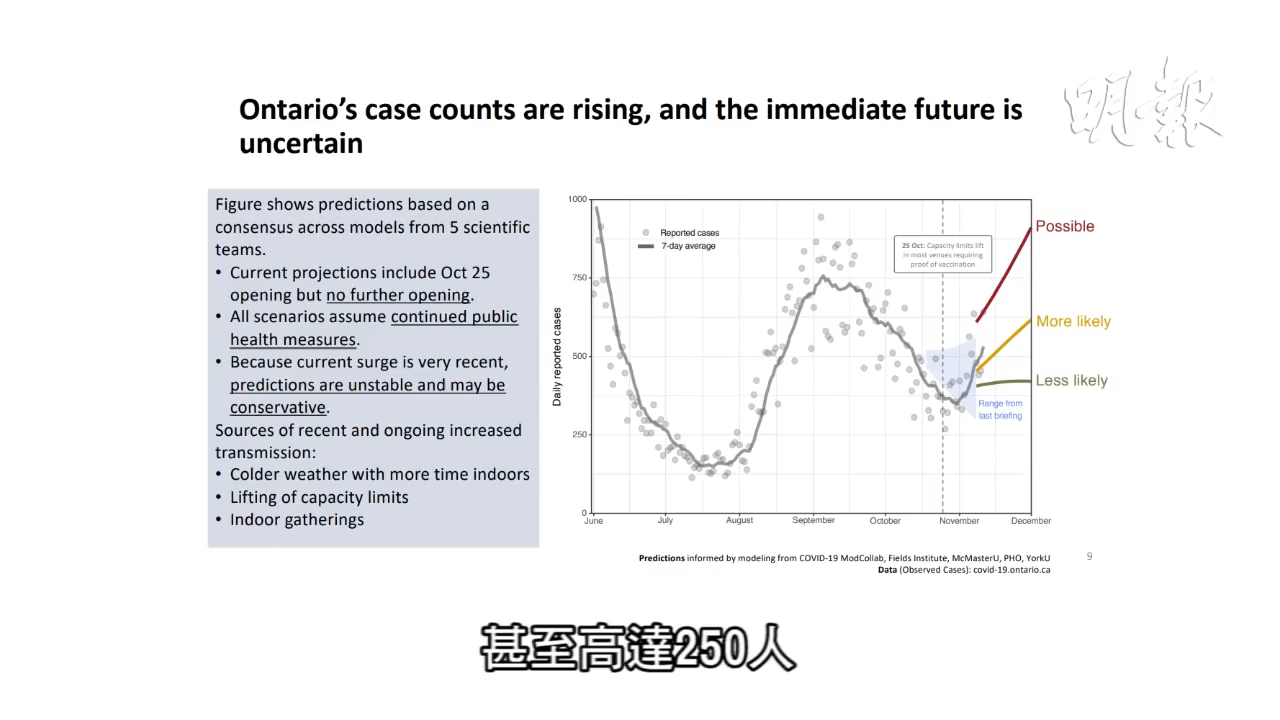 Ontario’s case counts are rising, and the immediate future is
uncertain
明報
Figure shows predictions based on a
consensus across models from 5 scientific
teams.
• Current projections include Oct 25
opening but no further opening.
• All scenarios assume continued public
health measures.
• Because current surge is very recent,
predictions are unstable and may be
conservative.
Sources of recent and ongoing increased
transmission:
• Colder weather with more time indoors
• Lifting of capacity limits
• Indoor gatherings
Daily reported cases
1000
750
500
250
0
Reported cases
7-day average
25 Oct: Capacity limits lift
in most venues requiring
proof of vaccination
Possible
More likely
Less likely
Range from
last briefing
June July August September October November December
Predictions informed by modeling from COVID-19 ModCollab, Fields Institute, McMasterU, PHO, YorkU
Data (Observed Cases): covid-19.ontario.ca
9
甚至高達250人